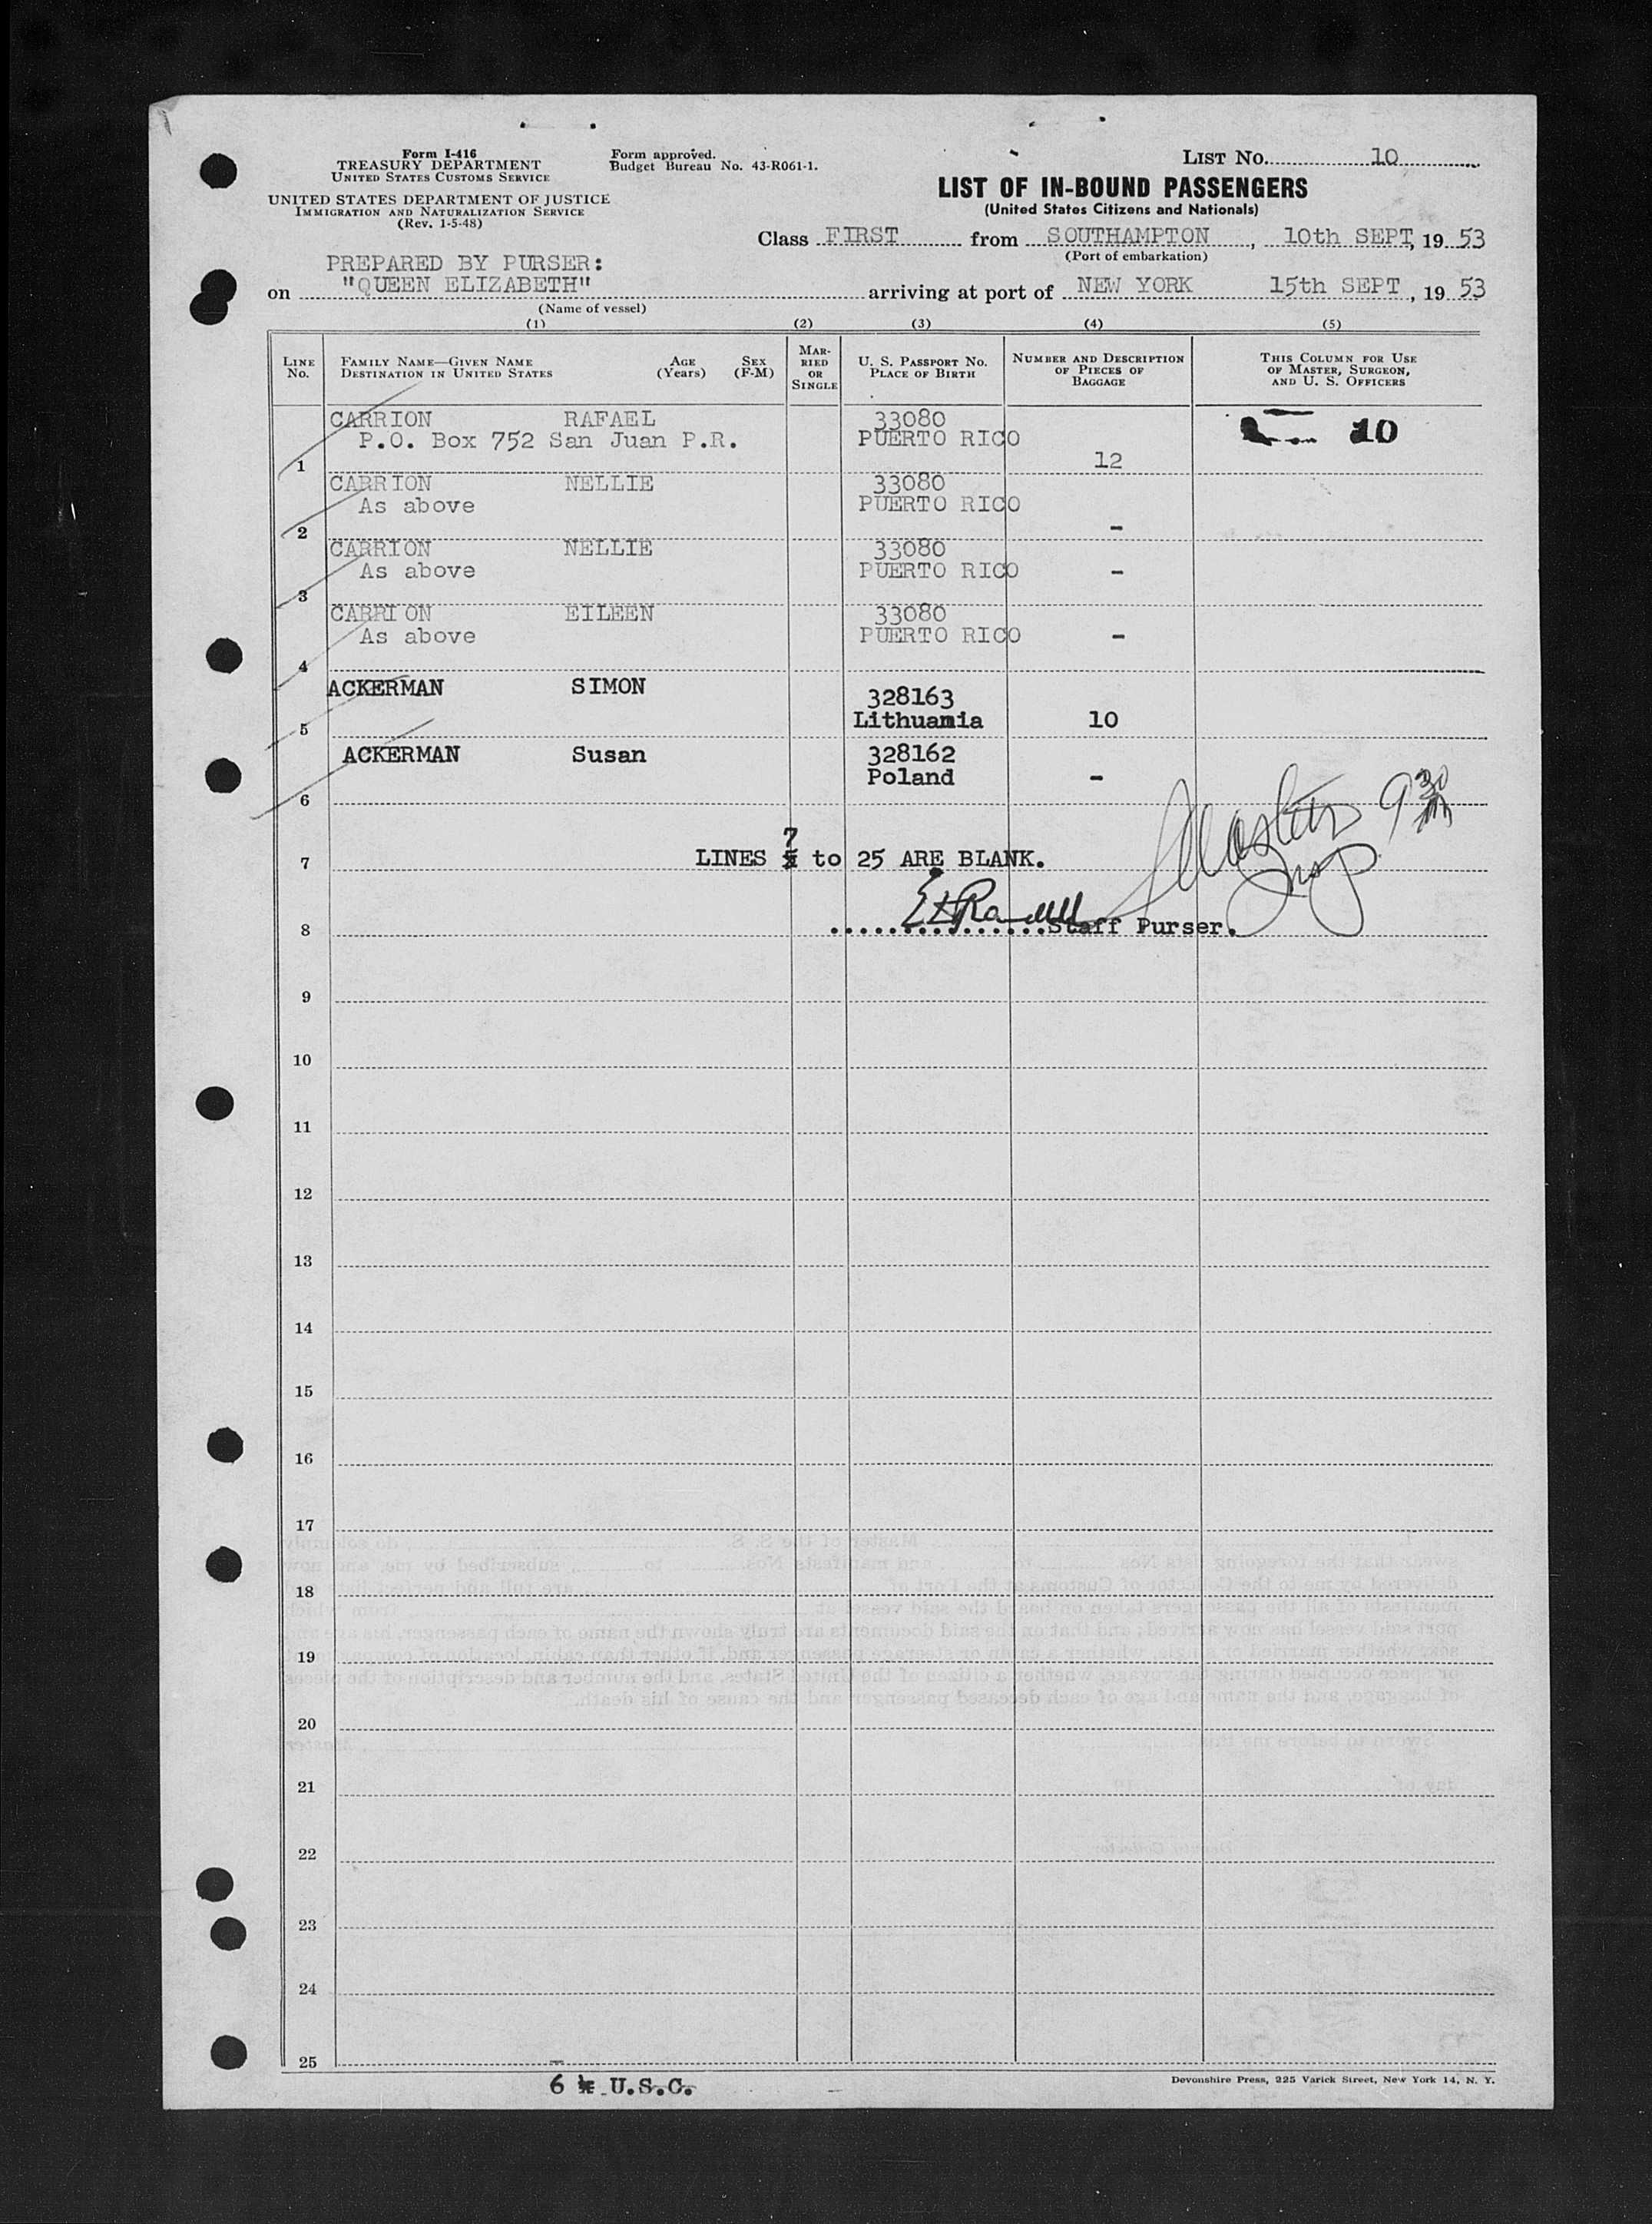 Form I-416
TREASURY DEPARTMENT
UNITED STATES CUSTOMS SERVICE
UNITED STATES DEPARTMENT OF JUSTICE
IMMIGRATION AND NATURALIZATION SERVICE
(Rev. 1-5-48)
Form approved.
Budget Bureau No. 43-R061-1.
LIST No. 10
LIST OF IN-BOUND PASSENGERS
(United States Citizens and Nationals)
Class FIRST from SOUTHAMPTON, 10th SEPT, 19 53
(Port of embarkation)
PREPARED BY PURSER:
on "QUEEN ELIZABETH" arriving at port of NEW YORK 15th SEPT, 19 53
(Name of vessel)
(1) (2) (3) (4) (5)
LINE No.
FAMILY NAME—GIVEN NAME
DESTINATION IN UNITED STATES
AGE (Years)
SEX (F-M)
MARRIED OR SINGLE
U. S. PASSPORT No.
PLACE OF BIRTH
NUMBER AND DESCRIPTION
OF PIECES OF
BAGGAGE
THIS COLUMN FOR USE
OF MASTER, SURGEON,
AND U. S. OFFICERS
CARRION RAFAEL 33080 10
P.O. Box 752 San Juan P.R. PUERTO RICO
1 12
CARRION NELLIE 33080
As above PUERTO RICO
2 -
CARRION NELLIE 33080
As above PUERTO RICO -
3
CARRION EILEEN 33080
As above PUERTO RICO -
4
ACKERMAN SIMON 328163
5 Lithuania 10
ACKERMAN Susan 328162
Poland -
6
9 30
7
7 LINES to 25 ARE BLANK.
8 Staff Purser.
9
10
11
12
13
14
15
16
17
18
19
20
21
22
23
24
25
6 U.S.C.
Devonshire Press, 225 Varick Street, New York 14, N. Y.